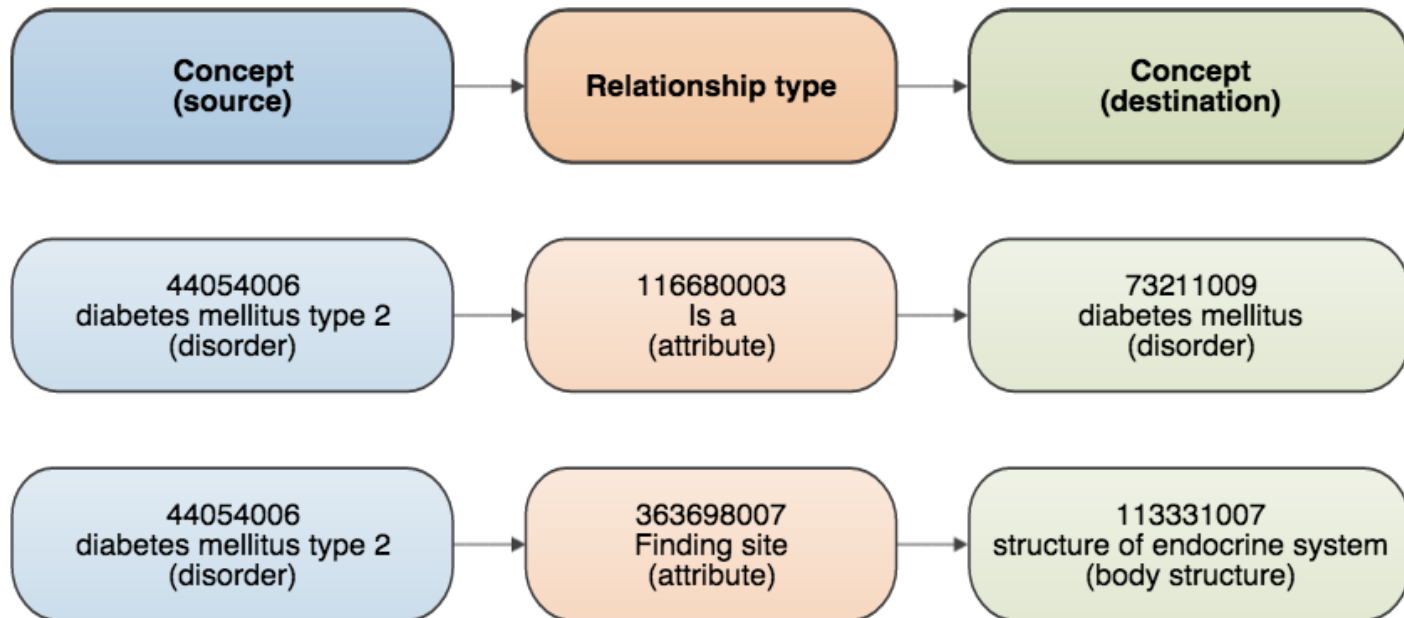 Concept
(source)
Relationship type
Concept
(destination)
44054006
diabetes mellitus type 2
(disorder)
116680003
Is a
(attribute)
73211009
diabetes mellitus
(disorder)
44054006
diabetes mellitus type 2
(disorder)
363698007
Finding site
(attribute)
113331007
structure of endocrine system
(body structure)